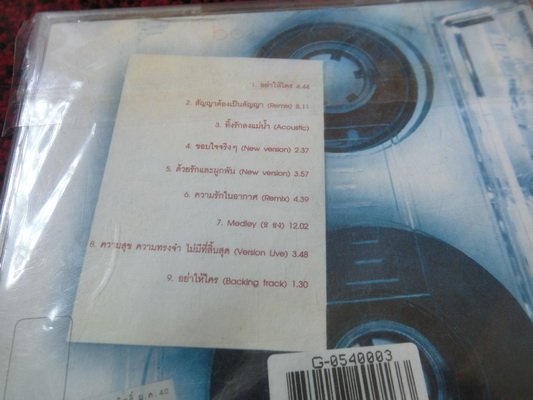 1. อย่าให้ใคร 4.44
2. สัญญาต้องเป็นสัญญา (Remix) 5.11
3. ทิ้งรักลงแม่น้ำ (Acoustic)
4. ชอบใจจริงๆ (New version) 2.37
5. ด้วยรักและผูกพัน (New version) 3.57
6. ความรักในอากาศ (Remix) 4.39
7. Medley (8 ของ) 12.02
8. ความสุข ความทรงจำ ไม่มีที่สิ้นสุด (Version Live) 3.48
9. อย่าให้ใคร (Backing track) 1.30
G-0540003